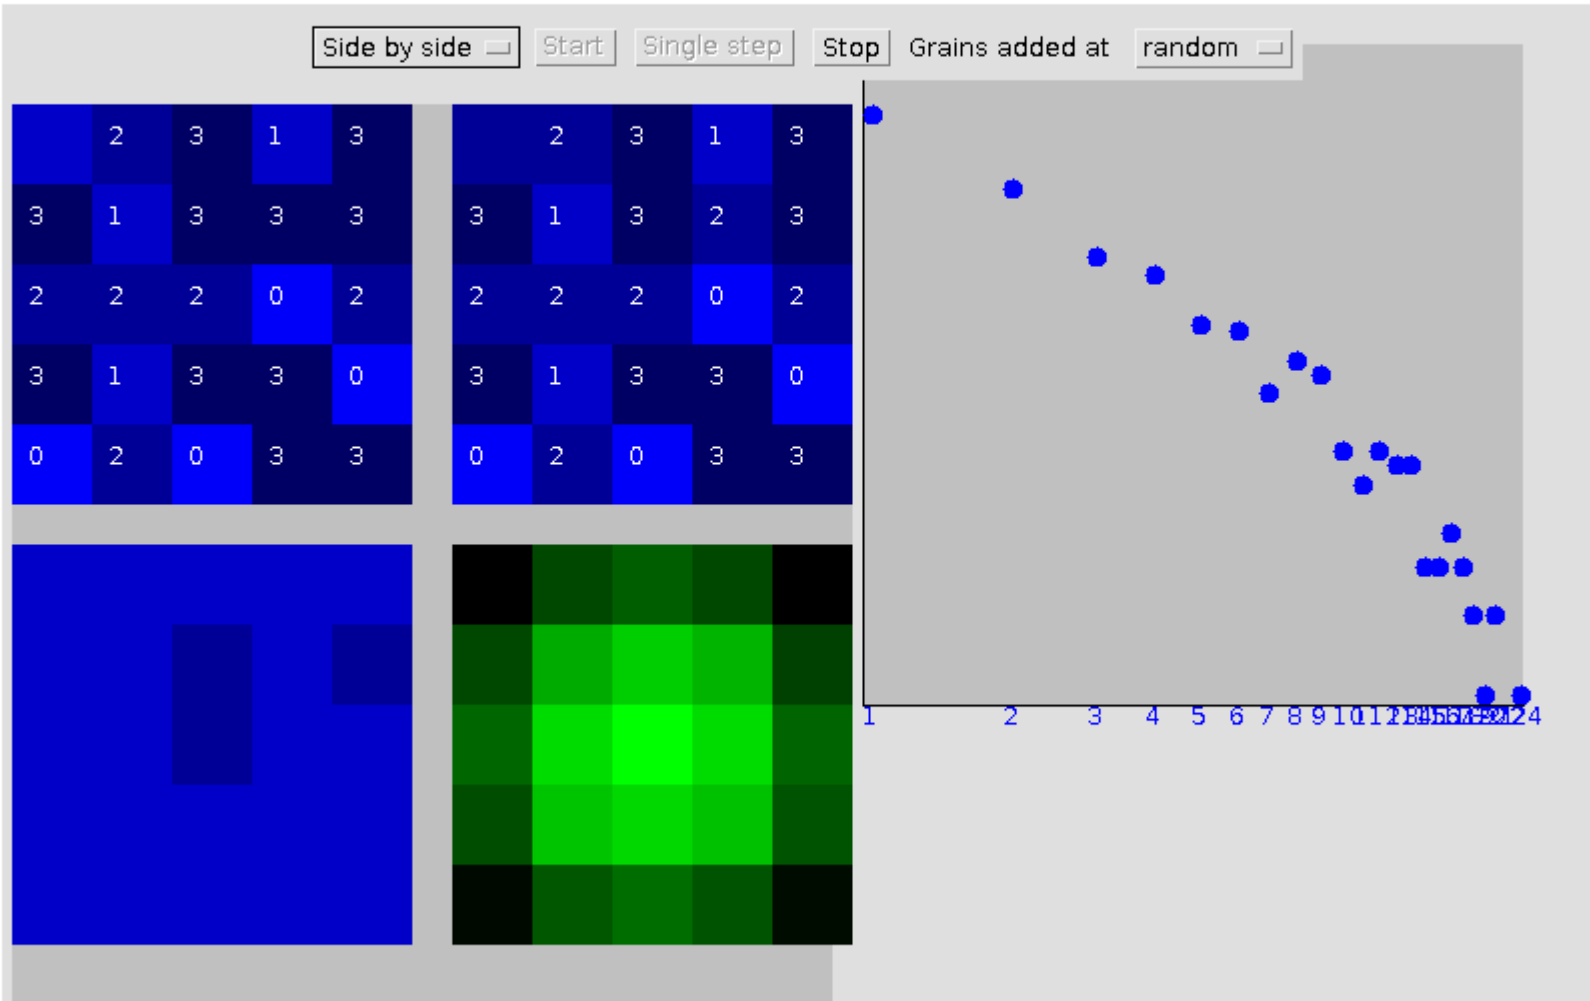 Side by side Start Single step Stop Grains added at random
2 3 1 3 2 3 1 3
3 1 3 3 3 3 1 3 2 3
2 2 2 0 2 2 2 2 0 2
3 1 3 3 0 3 1 3 3 0
0 2 0 3 3 0 2 0 3 3
1 2 3 4 5 6 7 8 9 10 11 24